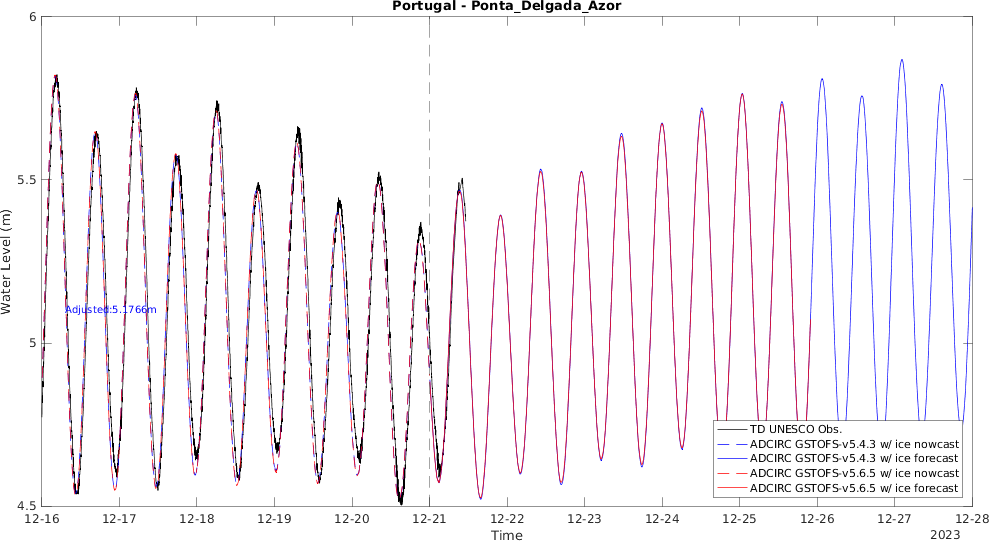 Portugal - Ponta_Delgada_Azor
6
5.5
5
4.5
Water Level (m)
Adjusted:5.1766m
TD UNESCO Obs.
ADCIRC GSTOFS-v5.4.3 w/ ice nowcast
ADCIRC GSTOFS-v5.4.3 w/ ice forecast
ADCIRC GSTOFS-v5.6.5 w/ ice nowcast
ADCIRC GSTOFS-v5.6.5 w/ ice forecast
12-16 12-17 12-18 12-19 12-20 12-21 12-22 12-23 12-24 12-25 12-26 12-27 12-28
Time
2023